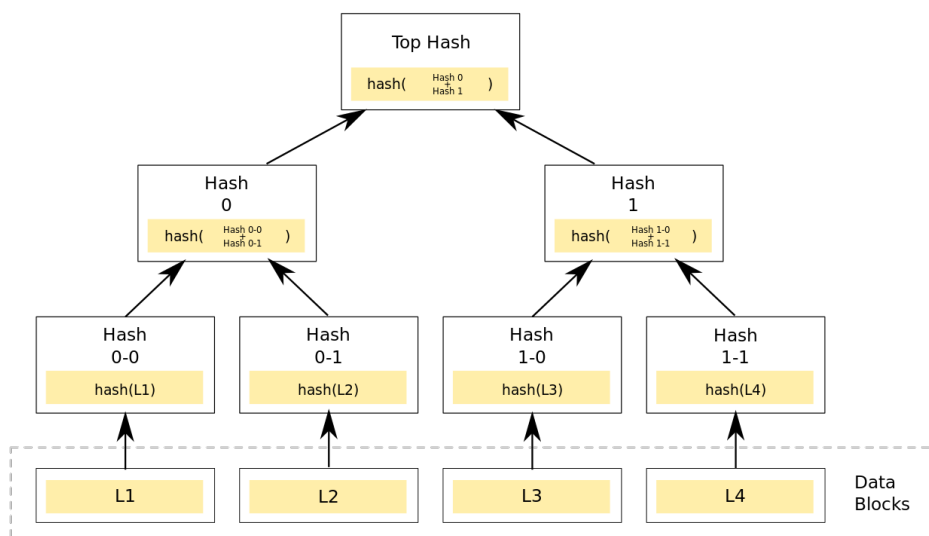 Top Hash
hash( Hash 0 + Hash 1 )
Hash
0
hash( Hash 0-0 + Hash 0-1 )
Hash
1
hash( Hash 1-0 + Hash 1-1 )
Hash
0-0
hash(L1)
Hash
0-1
hash(L2)
Hash
1-0
hash(L3)
Hash
1-1
hash(L4)
L1
L2
L3
L4
Data
Blocks